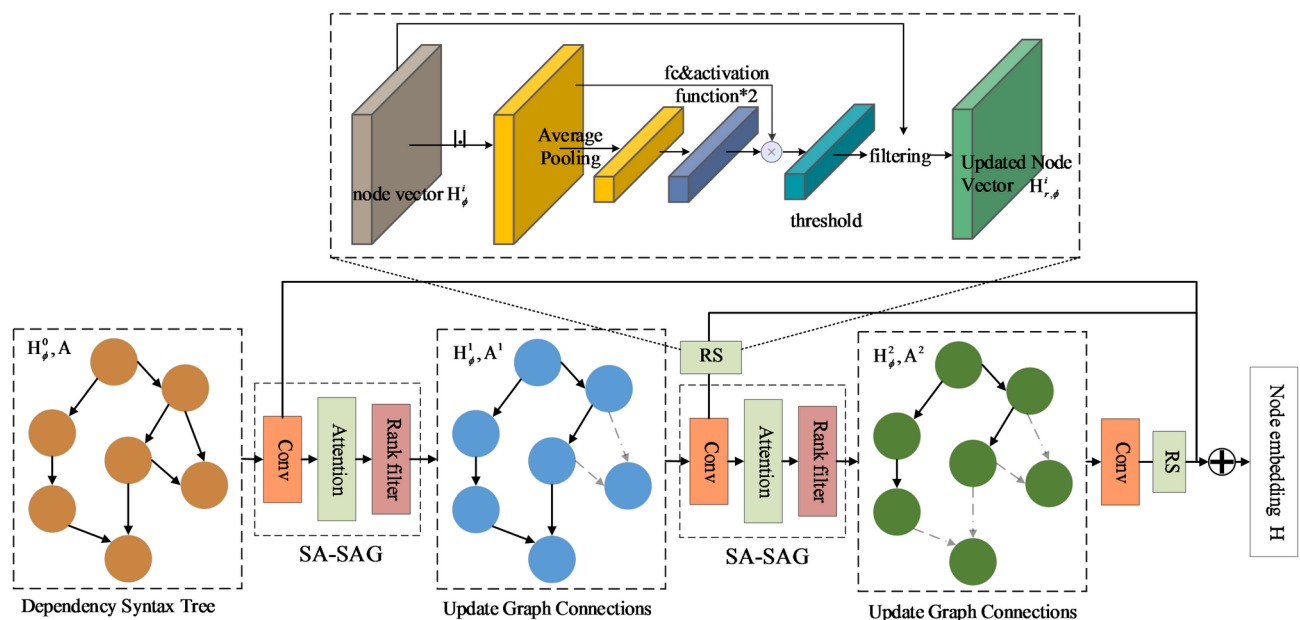 fc&activation
function*2
Average
Pooling
|.|
node vector H^i_ϕ
×
threshold
filtering
Updated Node
Vector H^i_{r,ϕ}
H^0_ϕ, A
Conv
Attention
Rank filter
SA-SAG
Dependency Syntax Tree
H^1_ϕ, A^1
Update Graph Connections
RS
Conv
Attention
Rank filter
SA-SAG
H^2_ϕ, A^2
Update Graph Connections
Conv
RS
+
Node embedding H